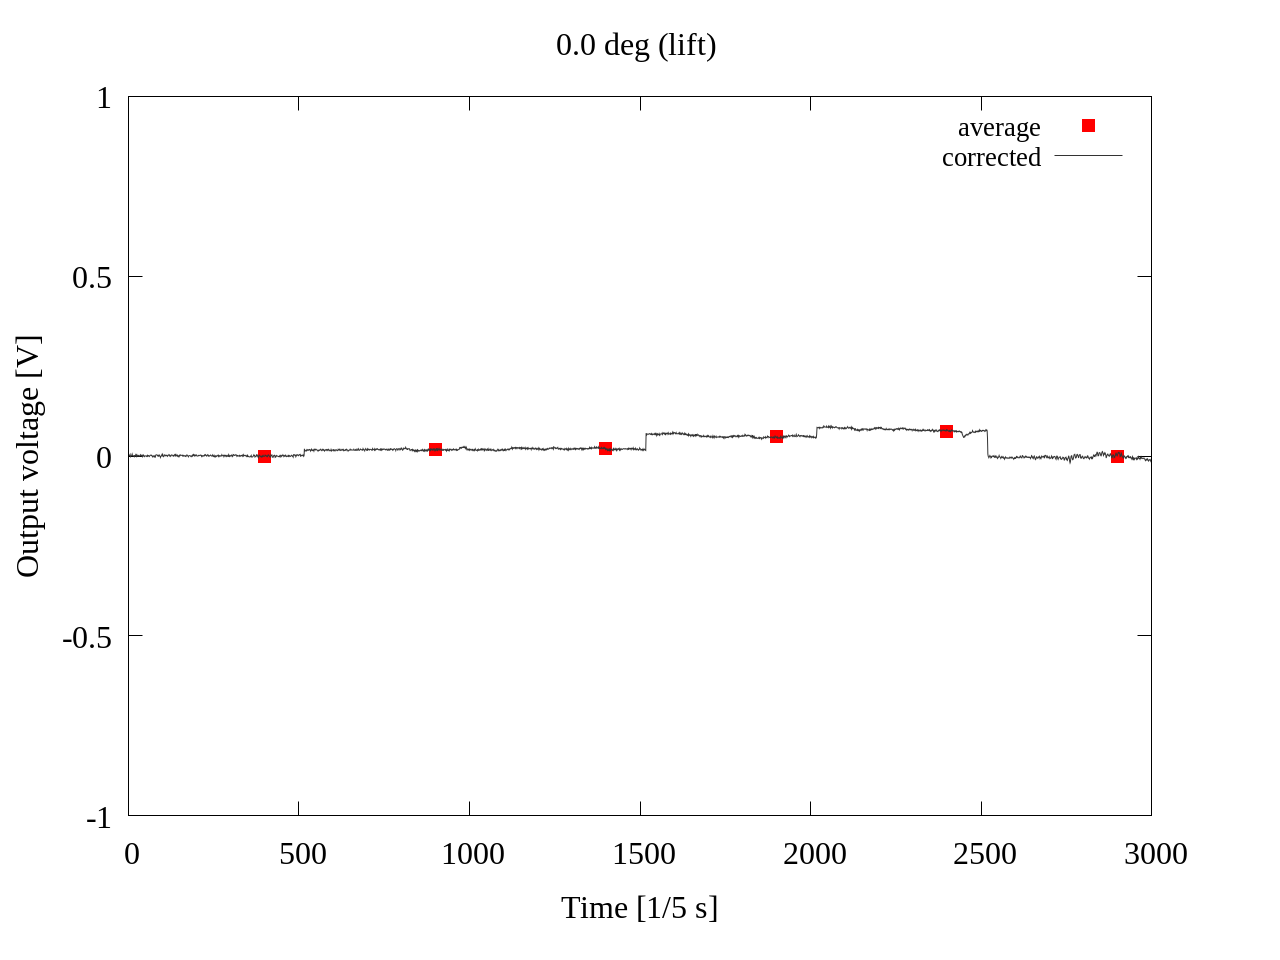 0.0 deg (lift)
1
average
corrected
0.5
0
-0.5
-1
Output voltage [V]
0 500 1000 1500 2000 2500 3000
Time [1/5 s]